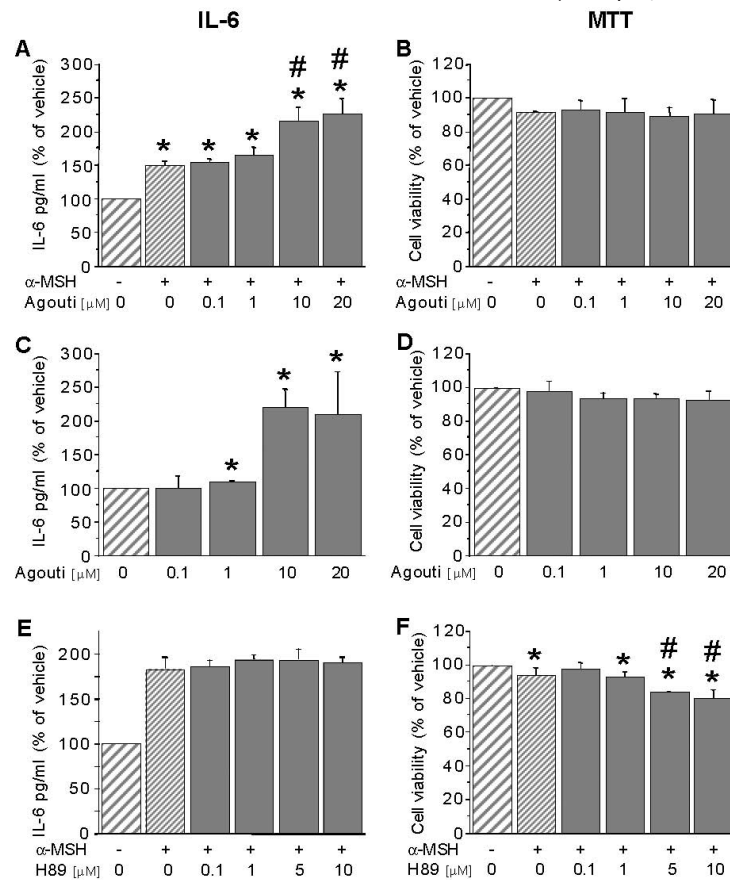 IL-6 MTT
A B
# #
* * * * *
IL-6 pg/ml (% of vehicle)
300
250
200
150
100
50
0
Cell viability (% of vehicle)
120
100
80
60
40
20
0
α-MSH - + + + + +
Agouti [µM] 0 0 0.1 1 10 20
α-MSH - + + + + +
Agouti [µM] 0 0 0.1 1 10 20
C D
* * *
IL-6 pg/ml (% of vehicle)
300
250
200
150
100
50
0
Cell viability (% of vehicle)
120
100
80
60
40
20
0
Agouti [µM] 0 0.1 1 10 20
Agouti [µM] 0 0.1 1 10 20
E F
IL-6 pg/ml (% of vehicle)
200
150
100
50
0
Cell viability (% of vehicle)
120
100
80
60
40
20
0
# #
* * * *
α-MSH - + + + + +
H89 [µM] 0 0 0.1 1 5 10
α-MSH - + + + + +
H89 [µM] 0 0 0.1 1 5 10